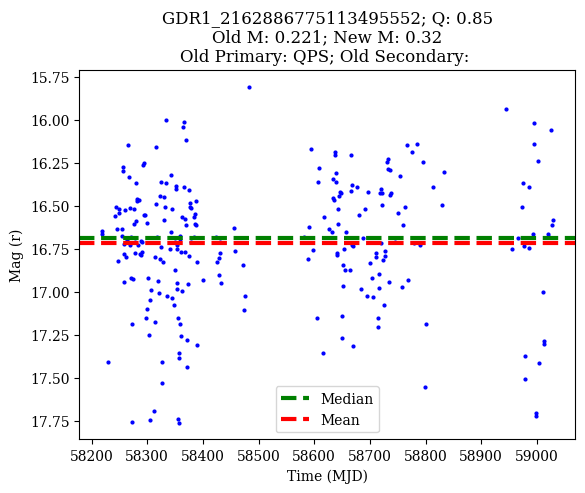 GDR1_2162886775113495552; Q: 0.85
Old M: 0.221; New M: 0.32
Old Primary: QPS; Old Secondary:
15.75
16.00
16.25
16.50
16.75
17.00
17.25
17.50
17.75
Mag (r)
Median
Mean
58200 58300 58400 58500 58600 58700 58800 58900 59000
Time (MJD)